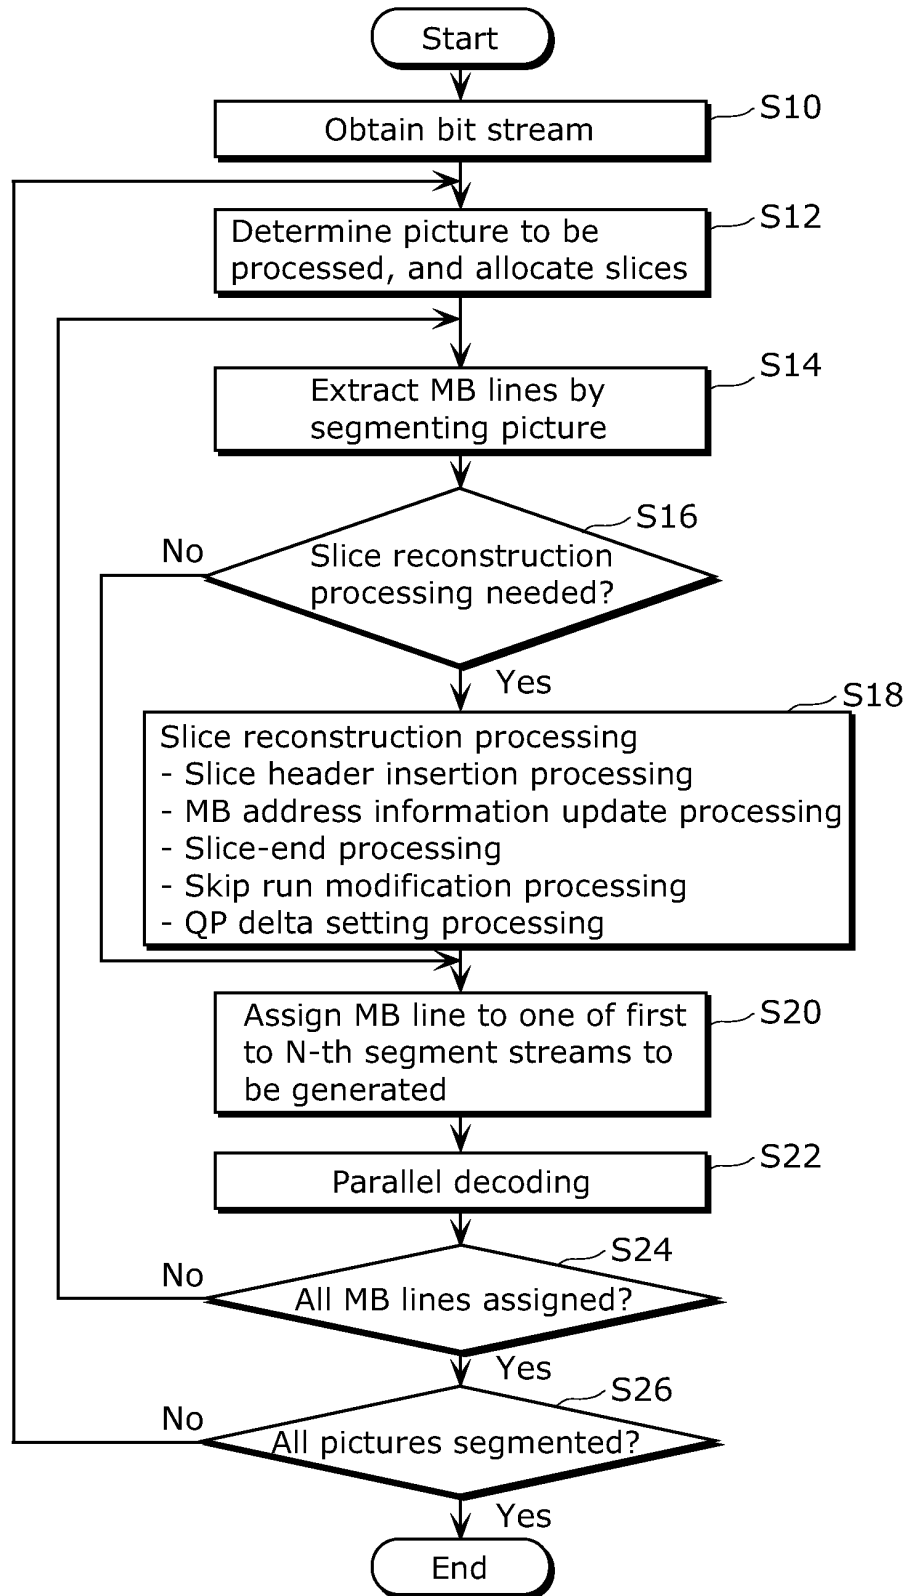 Start
Obtain bit stream
S10
Determine picture to be
processed, and allocate slices
S12
Extract MB lines by
segmenting picture
S14
Slice reconstruction
processing needed?
S16
No
Yes
Slice reconstruction processing
- Slice header insertion processing
- MB address information update processing
- Slice-end processing
- Skip run modification processing
- QP delta setting processing
S18
Assign MB line to one of first
to N-th segment streams to
be generated
S20
Parallel decoding
S22
All MB lines assigned?
S24
No
Yes
All pictures segmented?
S26
No
Yes
End